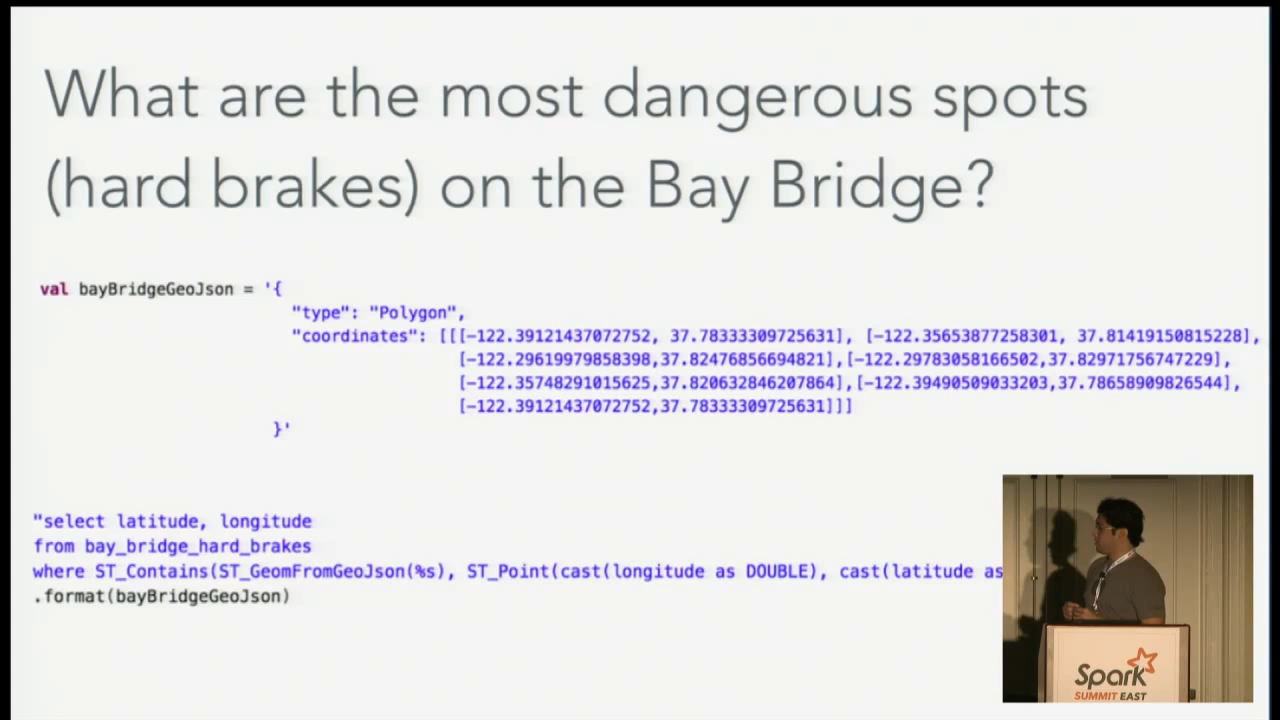 What are the most dangerous spots
(hard brakes) on the Bay Bridge?
val bayBridgeGeoJson = '{
"type": "Polygon",
"coordinates": [[[-122.39121437072752, 37.78333309725631], [-122.35653877258301, 37.81419150815228],
[-122.29619979858398,37.82476856694821],[-122.29783058166502,37.82971756747229],
[-122.35748291015625,37.820632846207864],[-122.39490509033203,37.78658909826544],
[-122.39121437072752,37.78333309725631]]]
}'
"select latitude, longitude
from bay_bridge_hard_brakes
where ST_Contains(ST_GeomFromGeoJson(%s), ST_Point(cast(longitude as DOUBLE), cast(latitude as
.format(bayBridgeGeoJson)
Spark
SUMMIT EAST